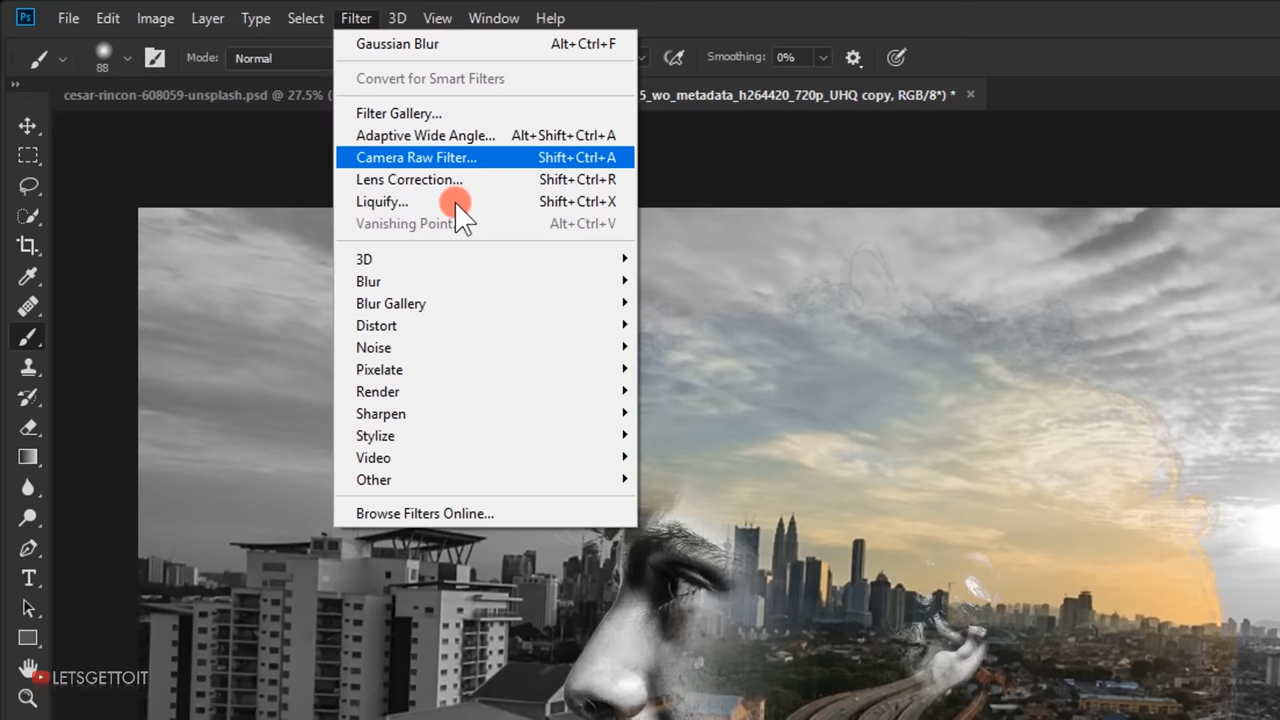 Ps File Edit Image Layer Type Select Filter 3D View Window Help
88 Mode: Normal Smoothing: 0%
cesar-rincon-608059-unsplash.psd @ 27.5% ( 5_wo_metadata_h264420_720p_UHQ copy, RGB/8*) * ×
Gaussian Blur Alt+Ctrl+F
Convert for Smart Filters
Filter Gallery...
Adaptive Wide Angle... Alt+Shift+Ctrl+A
Camera Raw Filter... Shift+Ctrl+A
Lens Correction... Shift+Ctrl+R
Liquify... Shift+Ctrl+X
Vanishing Point Alt+Ctrl+V
3D
Blur
Blur Gallery
Distort
Noise
Pixelate
Render
Sharpen
Stylize
Video
Other
Browse Filters Online...
LETSGETTOIT